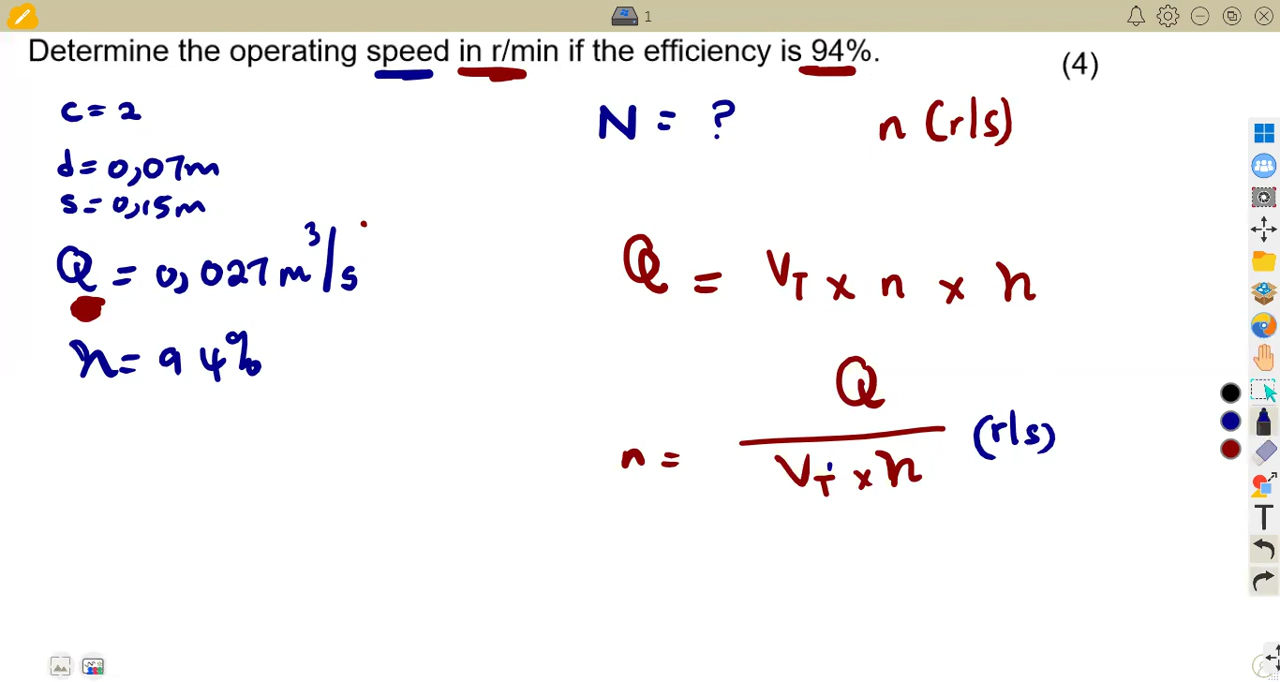 1
Determine the operating speed in r/min if the efficiency is 94%.
(4)
c = 2
d = 0,07m
s = 0,15m
Q = 0,027 m³/s
η = 94%
N = ?
n (r/s)
Q = V_T × n × η
n = Q / (V_T × η) (r/s)
T